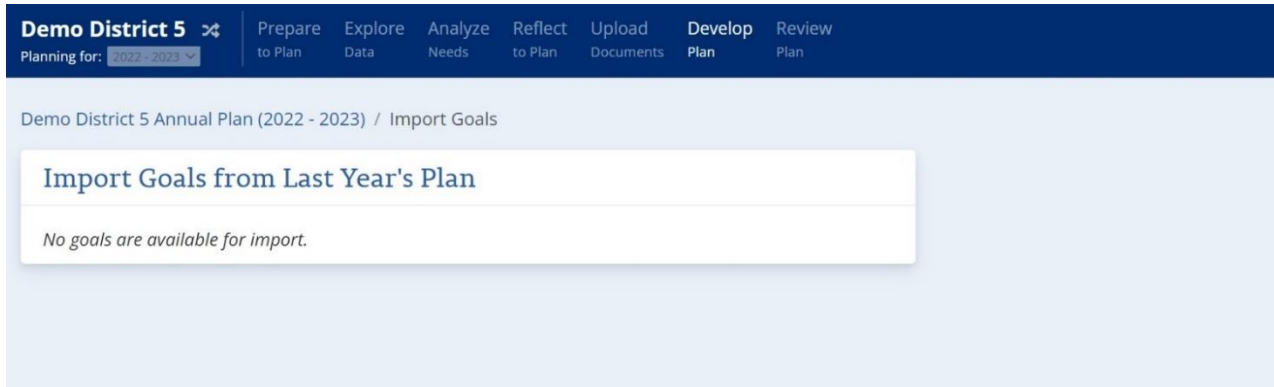 Demo District 5
Planning for: 2022 - 2023
Prepare to Plan
Explore Data
Analyze Needs
Reflect to Plan
Upload Documents
Develop Plan
Review Plan
Demo District 5 Annual Plan (2022 - 2023) / Import Goals
Import Goals from Last Year's Plan
No goals are available for import.